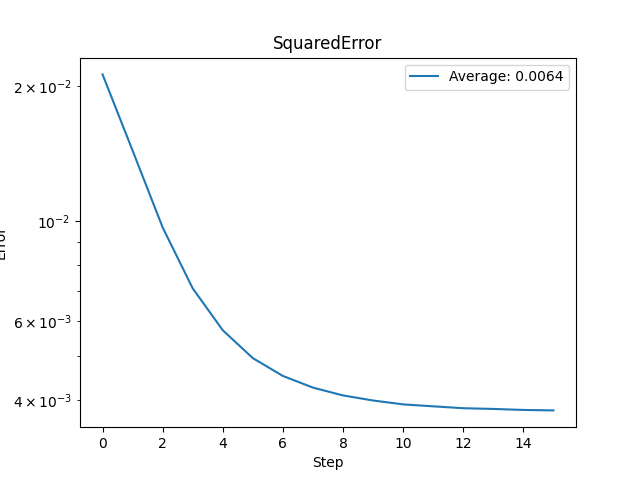 SquaredError
Average: 0.0064
2 × 10⁻²
10⁻²
6 × 10⁻³
4 × 10⁻³
Error
0 2 4 6 8 10 12 14
Step